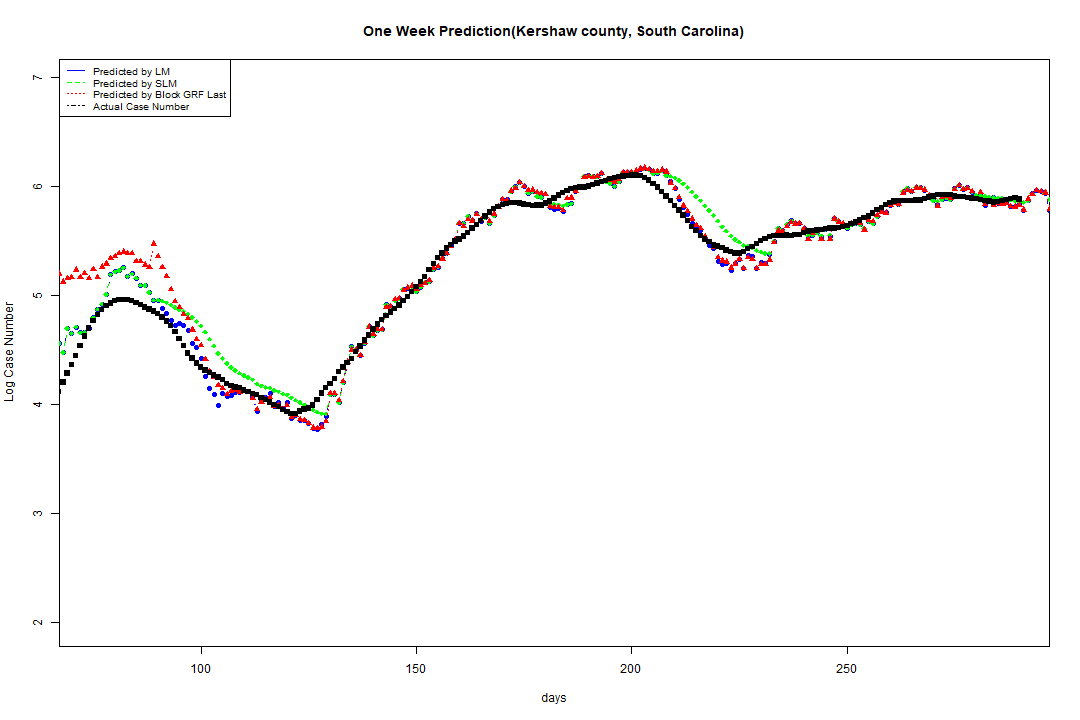 One Week Prediction(Kershaw county, South Carolina)
Predicted by LM
Predicted by SLM
Predicted by Block GRF Last
Actual Case Number
7
6
5
4
3
2
Log Case Number
100 150 200 250
days